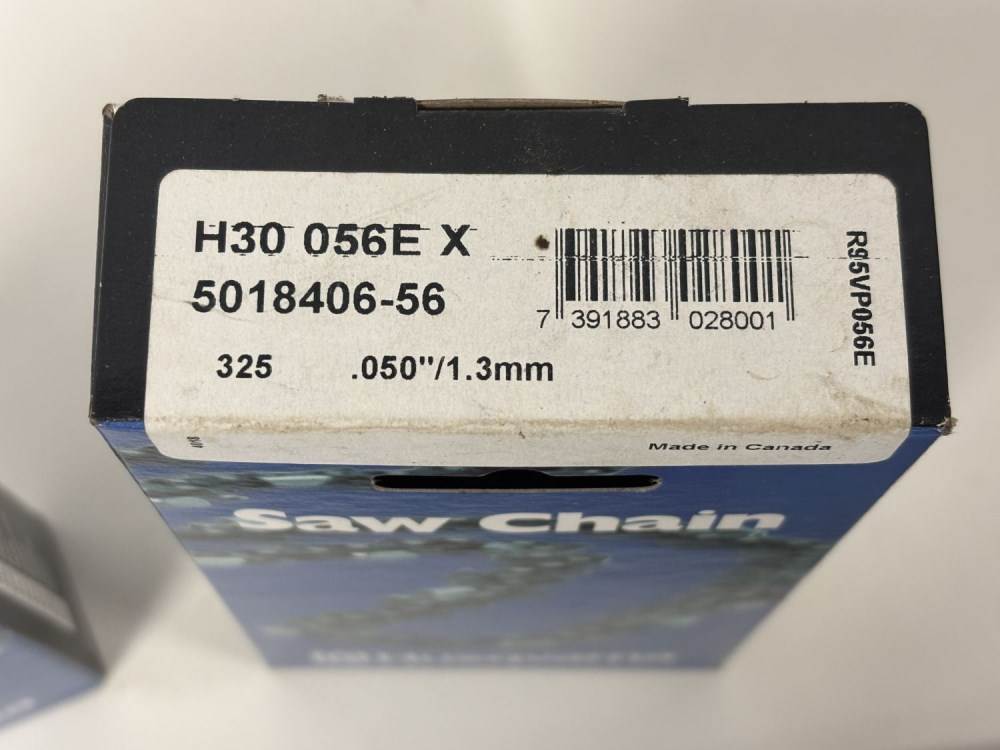 H30 056E X
5018406-56
325 .050"/1.3mm
7 391883 028001
R95VP056E
Made in Canada
Saw Chain